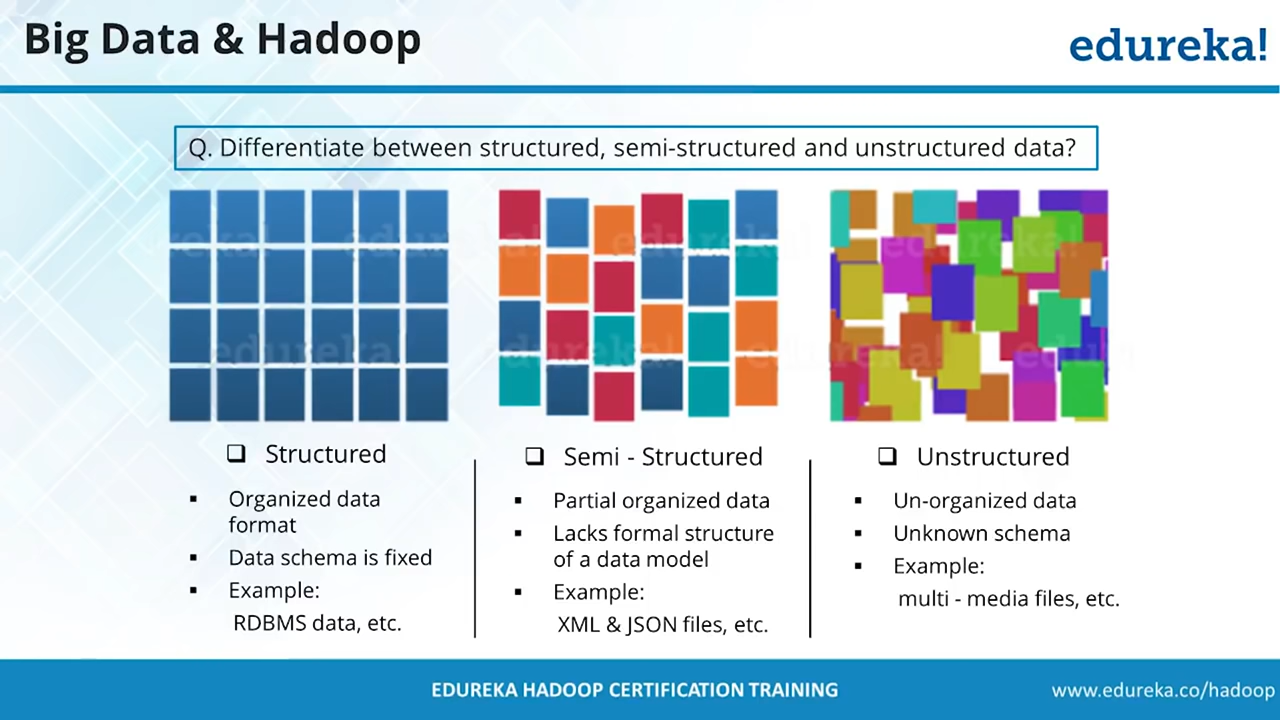 Big Data & Hadoop
edureka!
Q. Differentiate between structured, semi-structured and unstructured data?
❑ Structured
▪ Organized data
format
▪ Data schema is fixed
▪ Example:
RDBMS data, etc.
❑ Semi - Structured
▪ Partial organized data
▪ Lacks formal structure
of a data model
▪ Example:
XML & JSON files, etc.
❑ Unstructured
▪ Un-organized data
▪ Unknown schema
▪ Example:
multi - media files, etc.
EDUREKA HADOOP CERTIFICATION TRAINING
www.edureka.co/hadoop